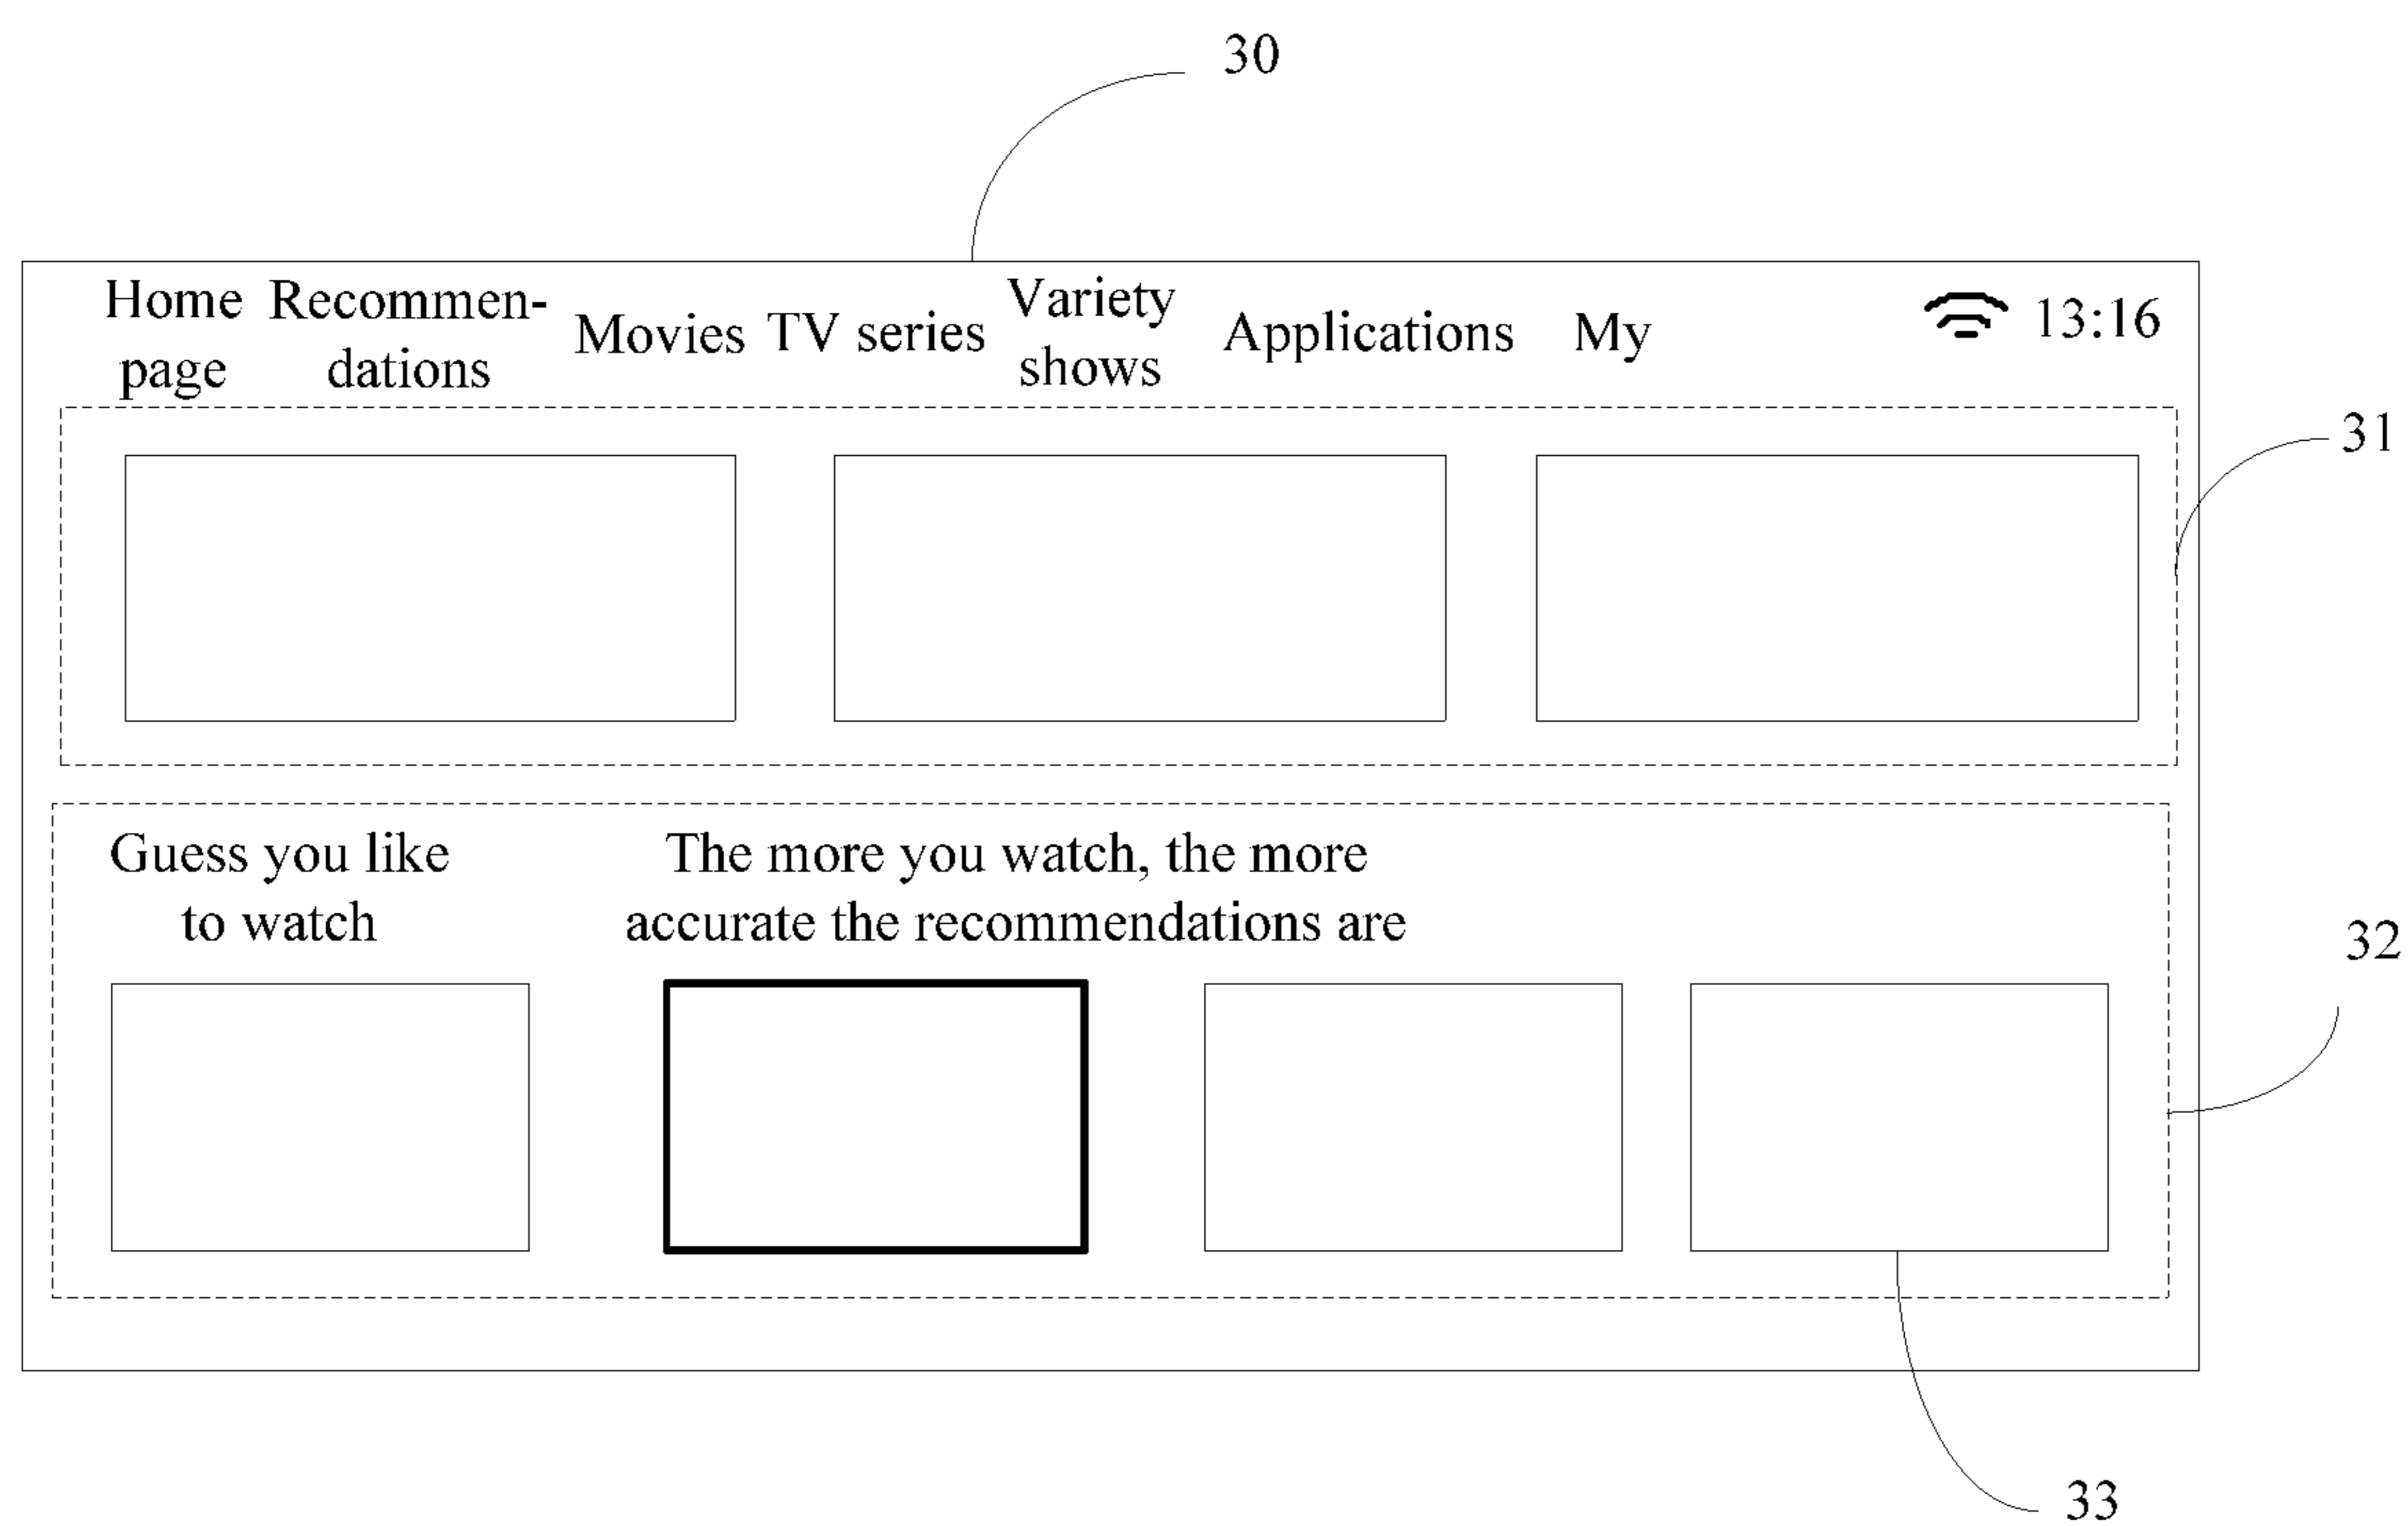 30
Home Recommen-
page dations
Movies TV series
Variety
shows
Applications My
13:16
31
Guess you like
to watch
The more you watch, the more
accurate the recommendations are
32
33